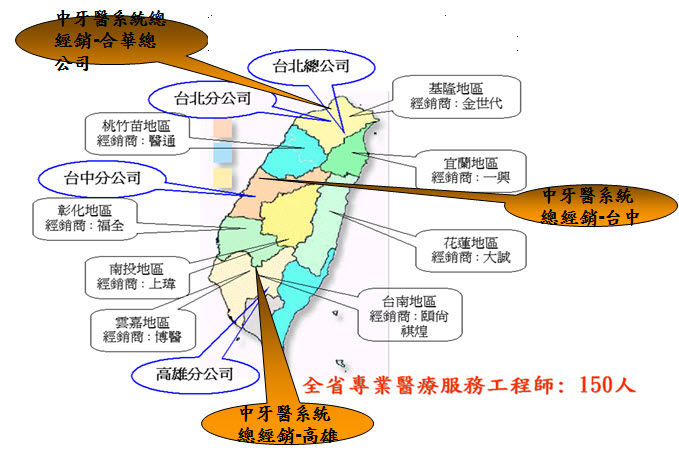 中牙醫系統總
經銷-合華總
公司
台北總公司
台北分公司
基隆地區
經銷商：金世代
桃竹苗地區
經銷商：醫通
宜蘭地區
經銷商：一興
台中分公司
中牙醫系統
總經銷-台中
彰化地區
經銷商：福全
花蓮地區
經銷商：大誠
南投地區
經銷商：上瑋
台南地區
經銷商：頤尙
祺煌
雲嘉地區
經銷商：博醫
高雄分公司
全省專業醫療服務工程師：150人
中牙醫系統
總經銷-高雄